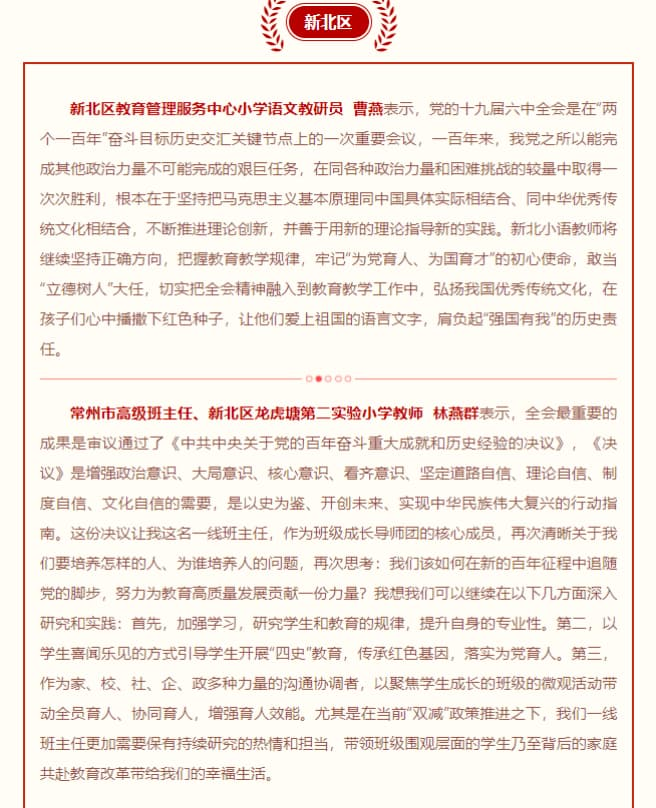 新北区
新北区教育管理服务中心小学语文教研员 曹燕表示，党的十九届六中全会是在“两
个一百年”奋斗目标历史交汇关键节点上的一次重要会议，一百年来，我党之所以能完
成其他政治力量不可能完成的艰巨任务，在同各种政治力量和困难挑战的较量中取得一
次次胜利，根本在于坚持把马克思主义基本原理同中国具体实际相结合、同中华优秀传
统文化相结合，不断推进理论创新，并善于用新的理论指导新的实践。新北小语教师将
继续坚持正确方向，把握教育教学规律，牢记“为党育人、为国育才”的初心使命，敢当
“立德树人”大任，切实把全会精神融入到教育教学工作中，弘扬我国优秀传统文化，在
孩子们心中播撒下红色种子，让他们爱上祖国的语言文字，肩负起“强国有我”的历史责
任。
常州市高级班主任、新北区龙虎塘第二实验小学教师 林燕群表示，全会最重要的
成果是审议通过了《中共中央关于党的百年奋斗重大成就和历史经验的决议》，《决
议》是增强政治意识、大局意识、核心意识、看齐意识、坚定道路自信、理论自信、制
度自信、文化自信的需要，是以史为鉴、开创未来、实现中华民族伟大复兴的行动指
南。这份决议让我这名一线班主任，作为班级成长导师团的核心成员，再次清晰关于我
们要培养怎样的人、为谁培养人的问题，再次思考：我们该如何在新的百年征程中追随
党的脚步，努力为教育高质量发展贡献一份力量？我想我们可以继续在以下几方面深入
研究和实践：首先，加强学习，研究学生和教育的规律，提升自身的专业性。第二，以
学生喜闻乐见的方式引导学生开展“四史”教育，传承红色基因，落实为党育人。第三，
作为家、校、社、企、政多种力量的沟通协调者，以聚焦学生成长的班级的微观活动带
动全员育人、协同育人，增强育人效能。尤其是在当前“双减”政策推进之下，我们一线
班主任更加需要保有持续研究的热情和担当，带领班级围观层面的学生乃至背后的家庭
共赴教育改革带给我们的幸福生活。